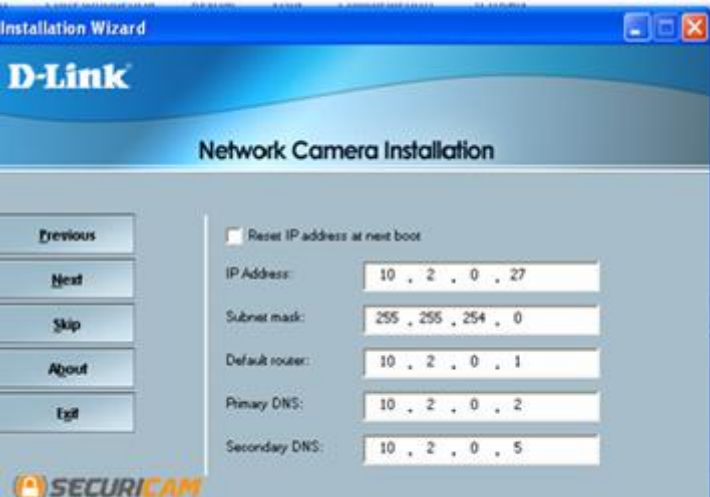 Installation Wizard
D-Link
Network Camera Installation
Previous
Next
Skip
About
Exit
Reset IP address at next boot
IP Address: 10 . 2 . 0 . 27
Subnet mask: 255 . 255 . 254 . 0
Default router: 10 . 2 . 0 . 1
Primary DNS: 10 . 2 . 0 . 2
Secondary DNS: 10 . 2 . 0 . 5
SECURICAM